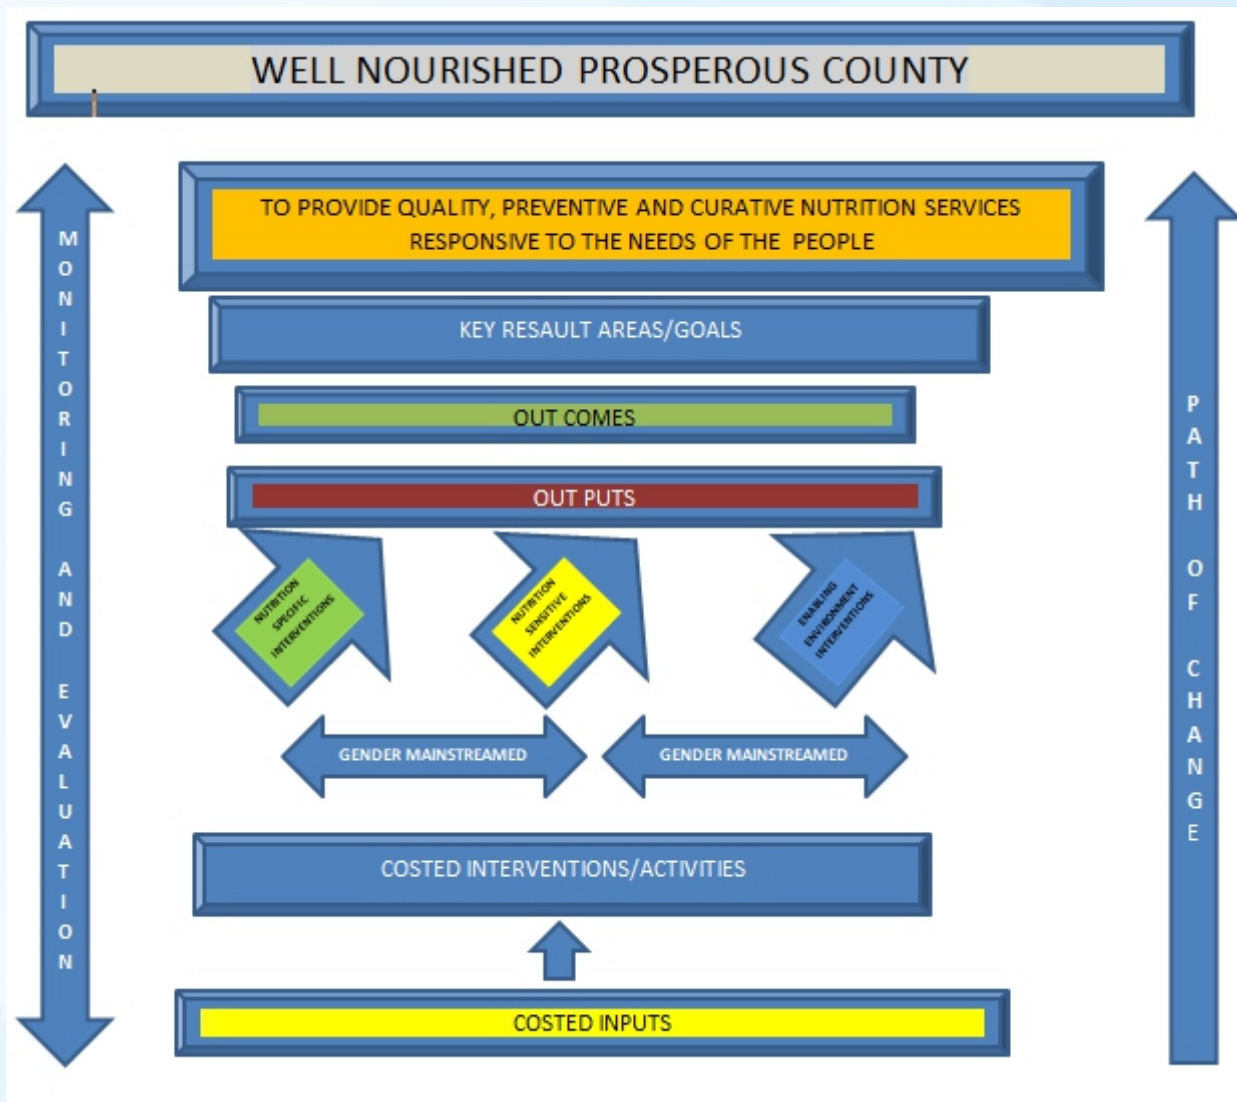 WELL NOURISHED PROSPEROUS COUNTY
MONITORING AND EVALUATION
TO PROVIDE QUALITY, PREVENTIVE AND CURATIVE NUTRITION SERVICES
RESPONSIVE TO THE NEEDS OF THE PEOPLE
KEY RESAULT AREAS/GOALS
OUT COMES
OUT PUTS
NUTRITION
SPECIFIC
INTERVENTIONS
NUTRITION
SENSITIVE
INTERVENTIONS
ENABLING
ENVIRONMENT
INTERVENTIONS
GENDER MAINSTREAMED
GENDER MAINSTREAMED
COSTED INTERVENTIONS/ACTIVITIES
COSTED INPUTS
PATH OF CHANGE